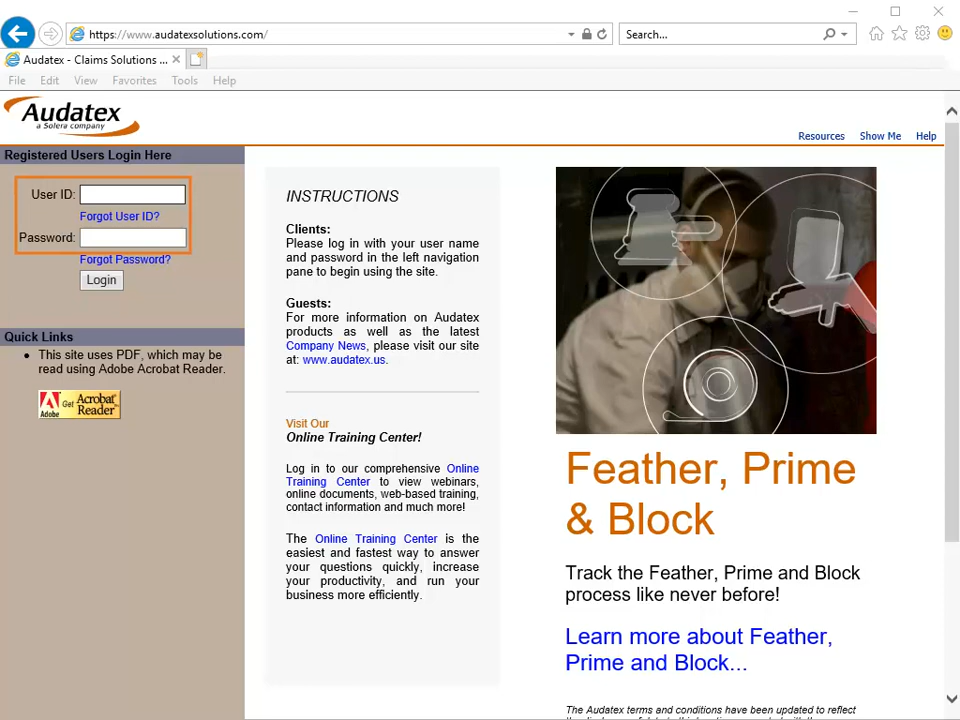 https://www.audatexsolutions.com/
Search...
Audatex - Claims Solutions ...
File Edit View Favorites Tools Help
Audatex
a Solera company
Resources Show Me Help
Registered Users Login Here
User ID:
Forgot User ID?
Password:
Forgot Password?
Login
Quick Links
• This site uses PDF, which may be
read using Adobe Acrobat Reader.
Adobe
Get Acrobat
Reader
INSTRUCTIONS
Clients:
Please log in with your user name
and password in the left navigation
pane to begin using the site.
Guests:
For more information on Audatex
products as well as the latest
Company News, please visit our site
at: www.audatex.us.
Visit Our
Online Training Center!
Log in to our comprehensive Online
Training Center to view webinars,
online documents, web-based training,
contact information and much more!
The Online Training Center is the
easiest and fastest way to answer
your questions quickly, increase
your productivity, and run your
business more efficiently.
Feather, Prime
& Block
Track the Feather, Prime and Block
process like never before!
Learn more about Feather,
Prime and Block...
The Audatex terms and conditions have been updated to reflect